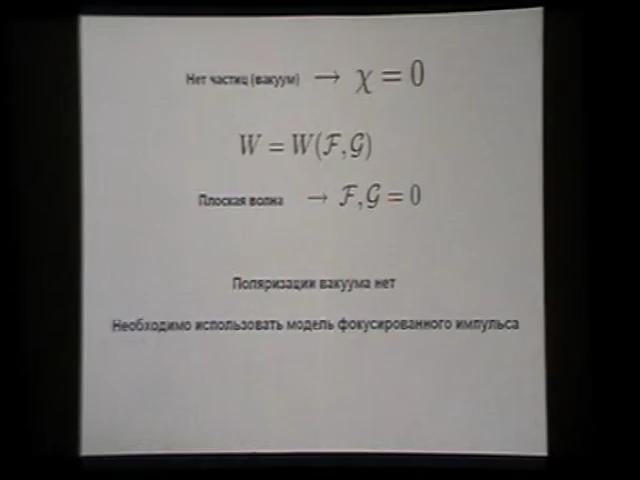 Нет частиц (вакуум) → χ = 0
W = W(ℱ,𝒢)
Плоская волна → ℱ,𝒢 = 0
Поляризации вакуума нет
Необходимо использовать модель фокусированного импульса